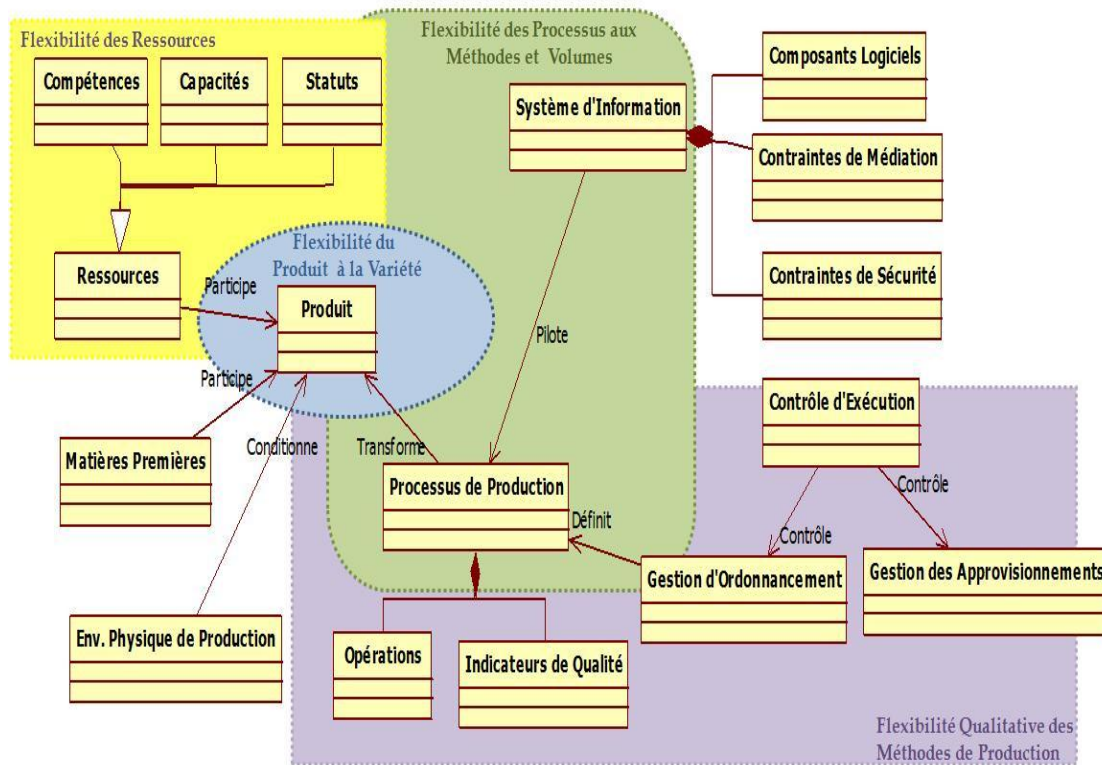 Flexibilité des Ressources
Compétences
Capacités
Statuts
Ressources
Flexibilité des Processus aux
Méthodes et Volumes
Système d'Information
Composants Logiciels
Contraintes de Médiation
Contraintes de Sécurité
Flexibilité du
Produit à la Variété
Produit
Participe
Participe
Pilote
Conditionne
Transforme
Matières Premières
Processus de Production
Définit
Contrôle d'Exécution
Contrôle
Contrôle
Gestion d'Ordonnancement
Gestion des Approvisionnements
Env. Physique de Production
Opérations
Indicateurs de Qualité
Flexibilité Qualitative des
Méthodes de Production